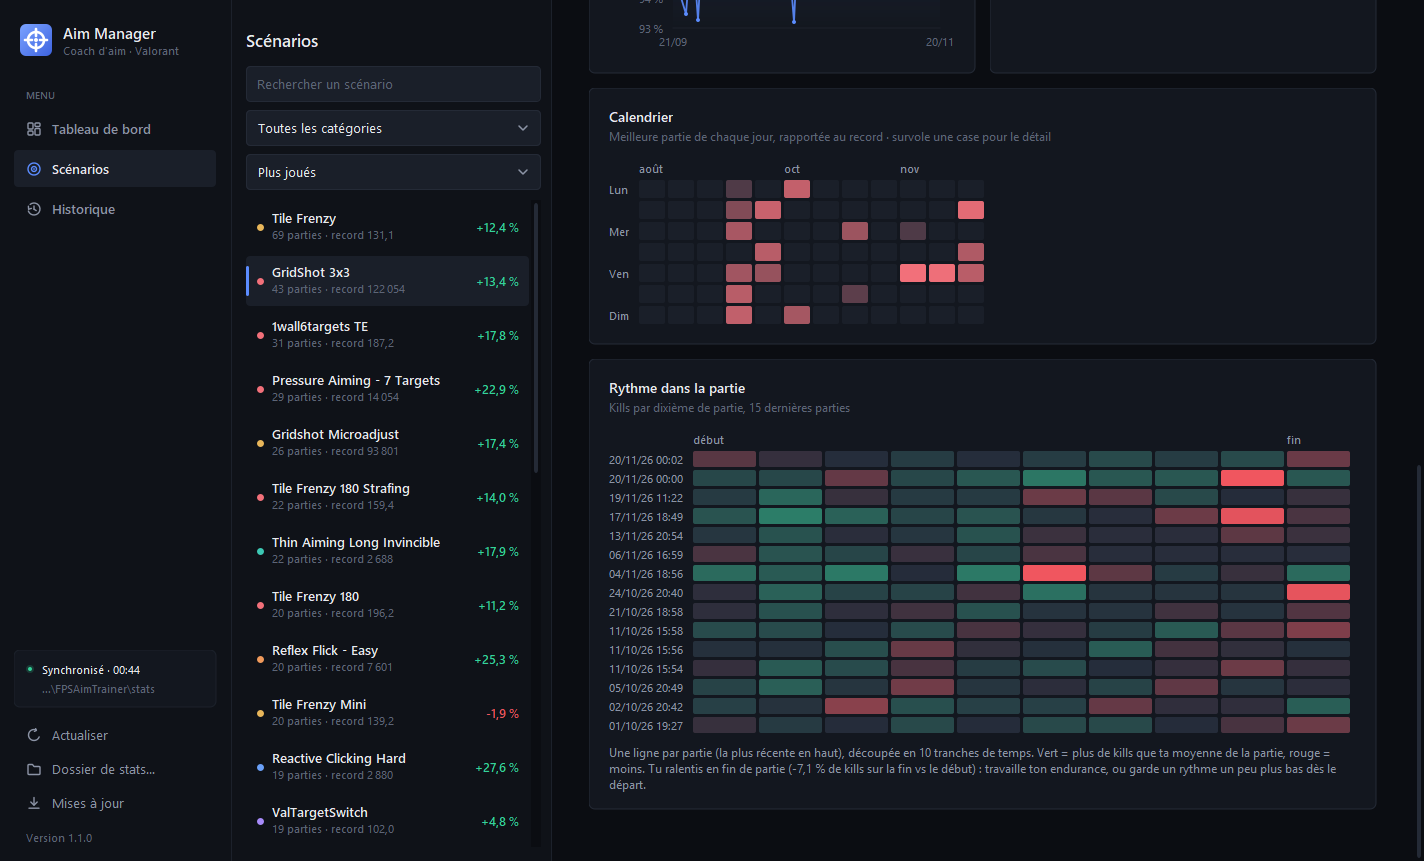 Aim Manager
Coach d'aim · Valorant
MENU
Tableau de bord
Scénarios
Historique
Synchronisé · 00:44
...\FPSAimTrainer\stats
Actualiser
Dossier de stats...
Mises à jour
Version 1.1.0
Scénarios
Rechercher un scénario
Toutes les catégories
Plus joués
Tile Frenzy
69 parties · record 131,1
+12,4 %
GridShot 3x3
43 parties · record 122 054
+13,4 %
1wall6targets TE
31 parties · record 187,2
+17,8 %
Pressure Aiming - 7 Targets
29 parties · record 14 054
+22,9 %
Gridshot Microadjust
26 parties · record 93 801
+17,4 %
Tile Frenzy 180 Strafing
22 parties · record 159,4
+14,0 %
Thin Aiming Long Invincible
22 parties · record 2 688
+17,9 %
Tile Frenzy 180
20 parties · record 196,2
+11,2 %
Reflex Flick - Easy
20 parties · record 7 601
+25,3 %
Tile Frenzy Mini
20 parties · record 139,2
-1,9 %
Reactive Clicking Hard
19 parties · record 2 880
+27,6 %
ValTargetSwitch
19 parties · record 102,0
+4,8 %
93 %
21/09 20/11
Calendrier
Meilleure partie de chaque jour, rapportée au record · survole une case pour le détail
août oct nov
Lun
Mer
Ven
Dim
Rythme dans la partie
Kills par dixième de partie, 15 dernières parties
début fin
20/11/26 00:02
20/11/26 00:00
19/11/26 11:22
17/11/26 18:49
13/11/26 20:54
06/11/26 16:59
04/11/26 18:56
24/10/26 20:40
21/10/26 18:58
11/10/26 15:58
11/10/26 15:56
11/10/26 15:54
05/10/26 20:49
02/10/26 20:42
01/10/26 19:27
Une ligne par partie (la plus récente en haut), découpée en 10 tranches de temps. Vert = plus de kills que ta moyenne de la partie, rouge =
moins. Tu ralentis en fin de partie (-7,1 % de kills sur la fin vs le début) : travaille ton endurance, ou garde un rythme un peu plus bas dès le
départ.